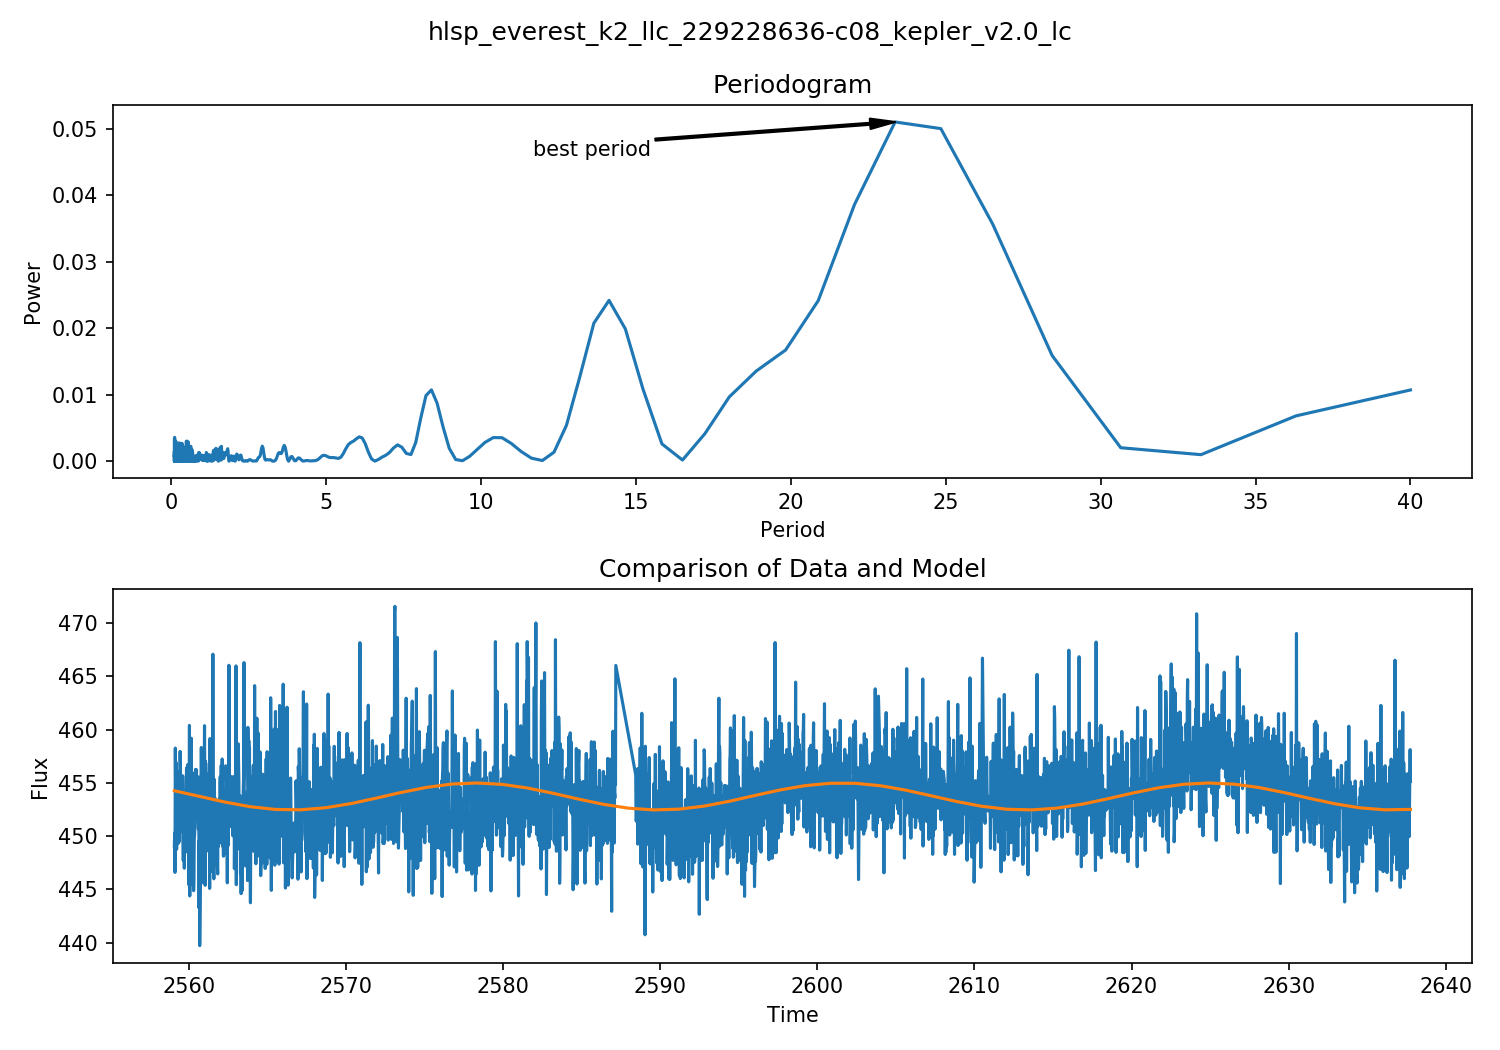 hlsp_everest_k2_llc_229228636-c08_kepler_v2.0_lc
Periodogram
0.05
0.04
0.03
0.02
0.01
0.00
Power
best period
0 5 10 15 20 25 30 35 40
Period
Comparison of Data and Model
470
465
460
455
450
445
440
Flux
2560 2570 2580 2590 2600 2610 2620 2630 2640
Time